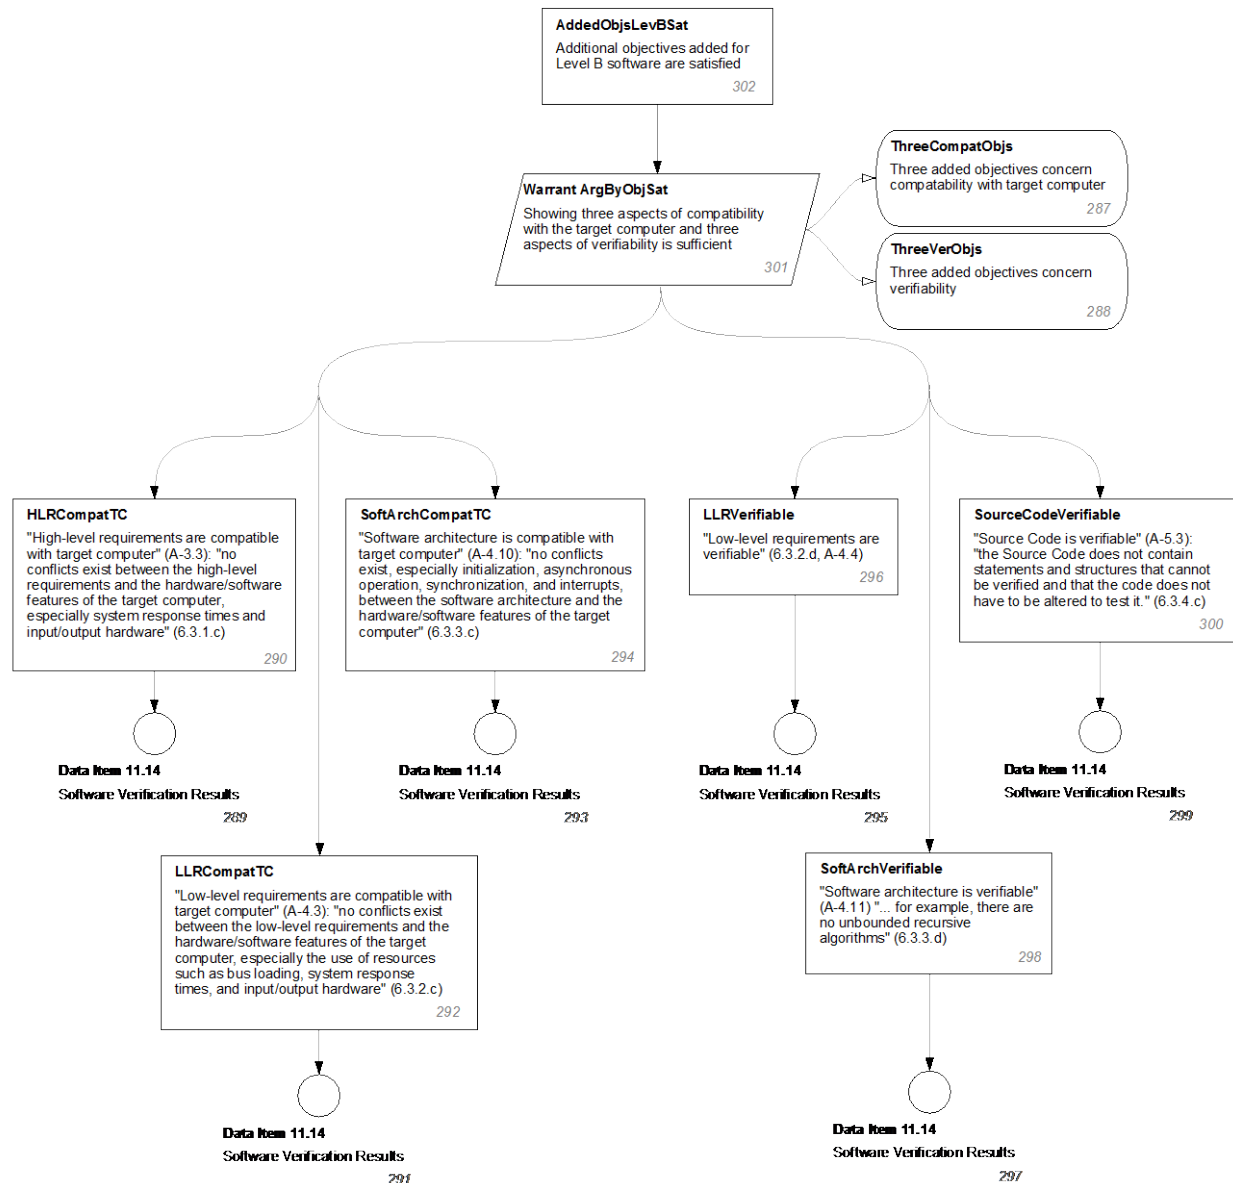 AddedObjsLevBSat
Additional objectives added for
Level B software are satisfied
302
Warrant ArgByObjSat
Showing three aspects of compatibility
with the target computer and three
aspects of verifiability is sufficient
301
ThreeCompatObjs
Three added objectives concern
compatability with target computer
287
ThreeVerObjs
Three added objectives concern
verifiability
288
HLRCompatTC
"High-level requirements are compatible
with target computer" (A-3.3): "no
conflicts exist between the high-level
requirements and the hardware/software
features of the target computer,
especially system response times and
input/output hardware" (6.3.1.c)
290
SoftArchCompatTC
"Software architecture is compatible with
target computer" (A-4.10): "no conflicts
exist, especially initialization, asynchronous
operation, synchronization, and interrupts,
between the software architecture and the
hardware/software features of the target
computer" (6.3.3.c)
294
LLRVerifiable
"Low-level requirements are
verifiable" (6.3.2.d, A-4.4)
296
SourceCodeVerifiable
"Source Code is verifiable" (A-5.3):
"the Source Code does not contain
statements and structures that cannot
be verified and that the code does not
have to be altered to test it." (6.3.4.c)
300
Data Item 11.14
Software Verification Results
289
Data Item 11.14
Software Verification Results
293
Data Item 11.14
Software Verification Results
295
Data Item 11.14
Software Verification Results
299
LLRCompatTC
"Low-level requirements are compatible with
target computer" (A-4.3): "no conflicts exist
between the low-level requirements and the
hardware/software features of the target
computer, especially the use of resources
such as bus loading, system response
times, and input/output hardware" (6.3.2.c)
292
SoftArchVerifiable
"Software architecture is verifiable"
(A-4.11) "... for example, there are
no unbounded recursive
algorithms" (6.3.3.d)
298
Data Item 11.14
Software Verification Results
291
Data Item 11.14
Software Verification Results
297